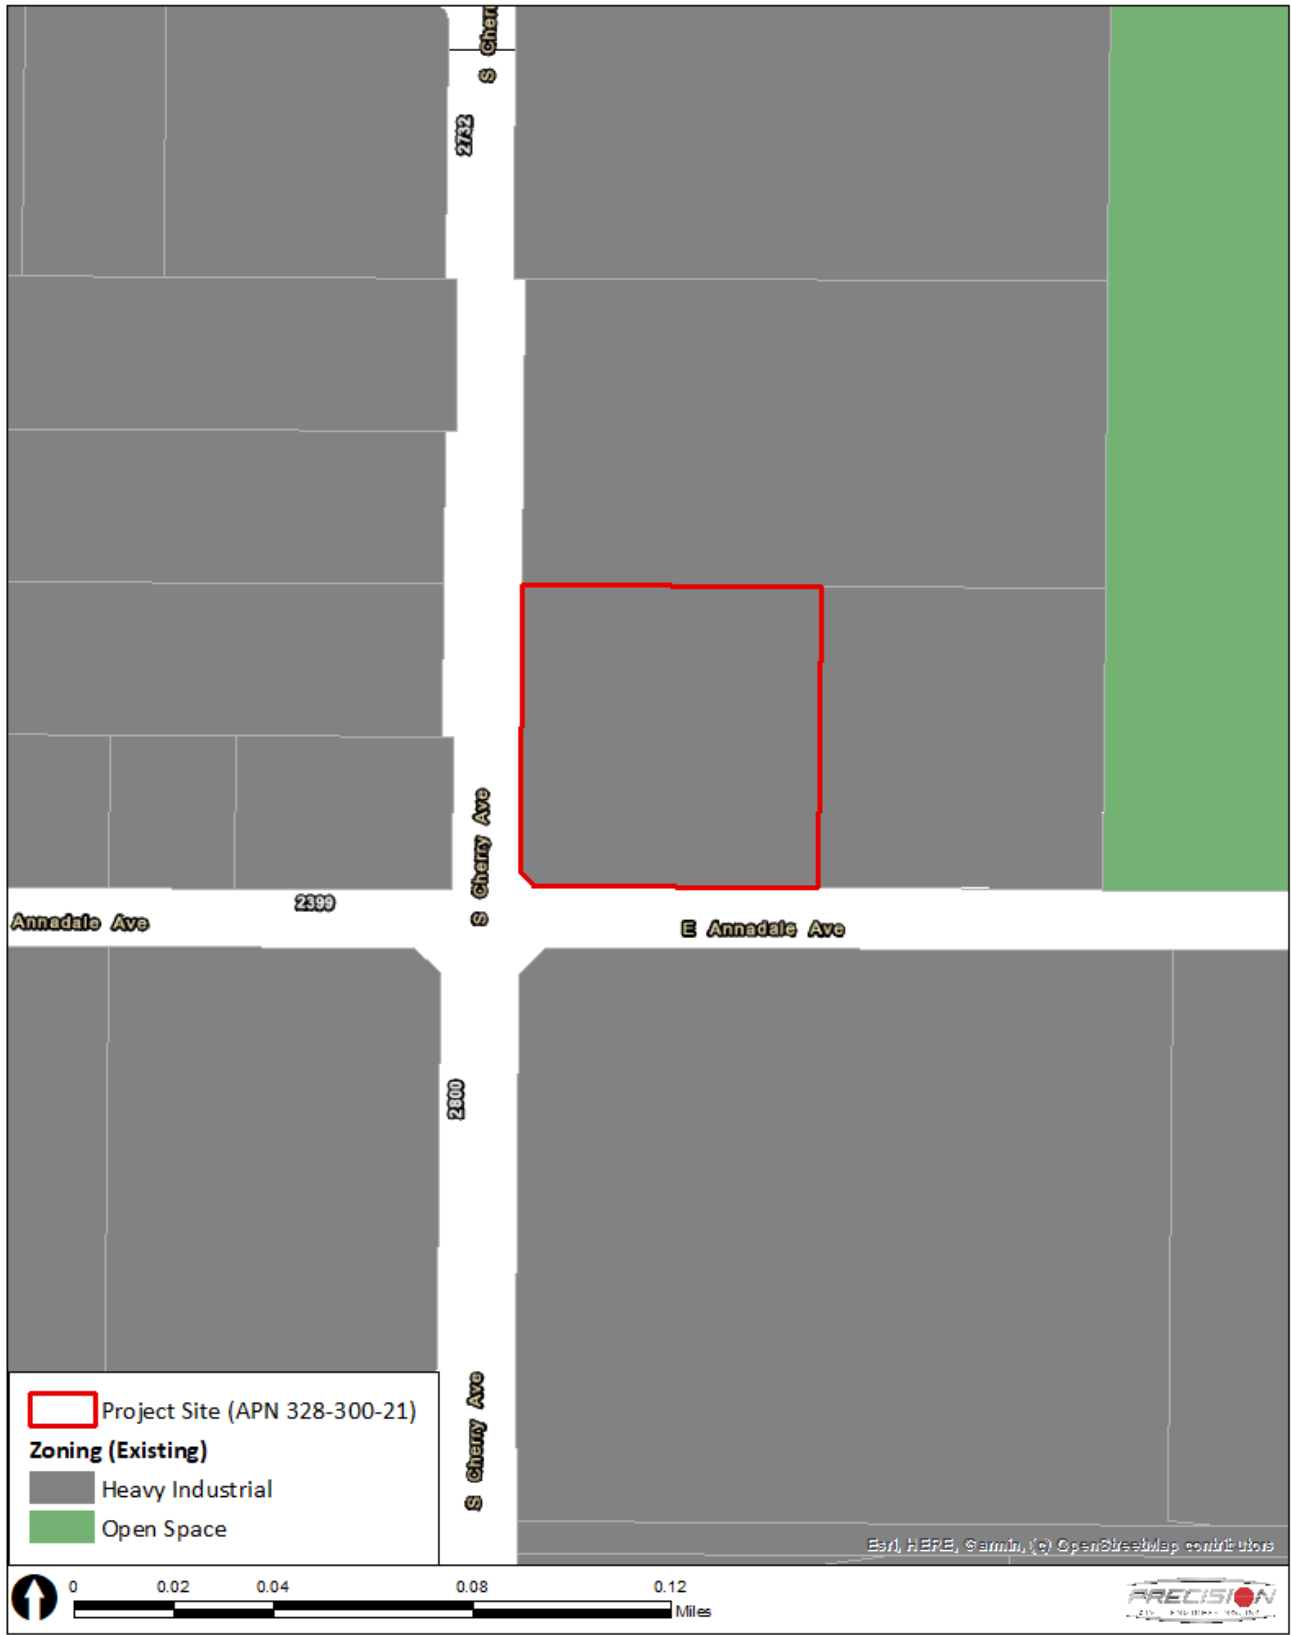 S Cher
2732
S Cherry Ave
2399
Annadale Ave
E Annadale Ave
2800
S Cherry Ave
Project Site (APN 328-300-21)
Zoning (Existing)
Heavy Industrial
Open Space
Esri, HERE, Garmin, (c) OpenStreetMap contributors
0 0.02 0.04 0.08 0.12
Miles
PRECISION